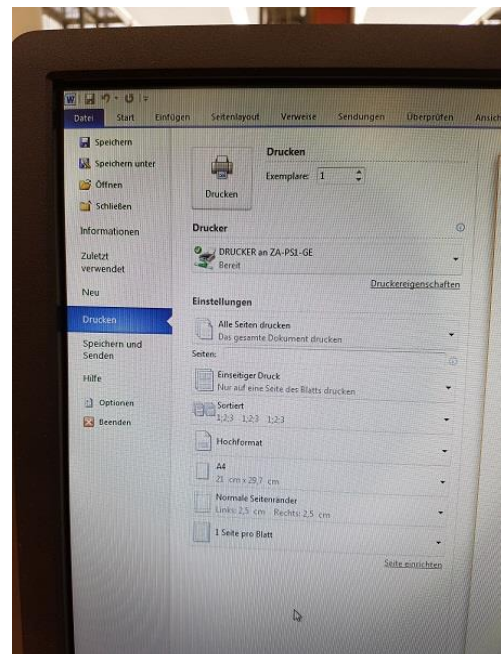 Datei Start Einfügen Seitenlayout Verweise Sendungen Überprüfen Ansich
Speichern
Speichern unter
Öffnen
Schließen
Informationen
Zuletzt
verwendet
Neu
Drucken
Speichern und
Senden
Hilfe
Optionen
Beenden
Drucken
Drucken
Exemplare: 1
Drucker
DRUCKER an ZA-PS1-GE
Bereit
Druckereigenschaften
Einstellungen
Alle Seiten drucken
Das gesamte Dokument drucken
Seiten:
Einseitiger Druck
Nur auf eine Seite des Blatts drucken
Sortiert
1;2;3 1;2;3 1;2;3
Hochformat
A4
21 cm x 29,7 cm
Normale Seitenränder
Links: 2,5 cm Rechts: 2,5 cm
1 Seite pro Blatt
Seite einrichten